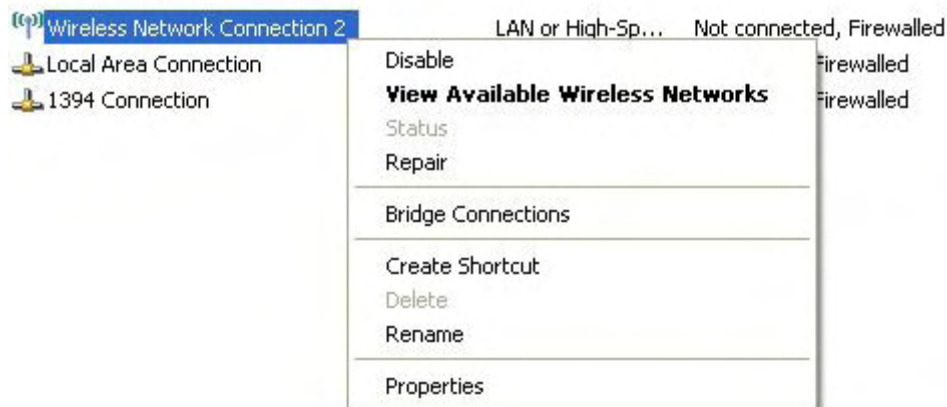 Wireless Network Connection 2 LAN or High-Sp... Not connected, Firewalled
Local Area Connection Firewalled
1394 Connection Firewalled
Disable
View Available Wireless Networks
Status
Repair
Bridge Connections
Create Shortcut
Delete
Rename
Properties